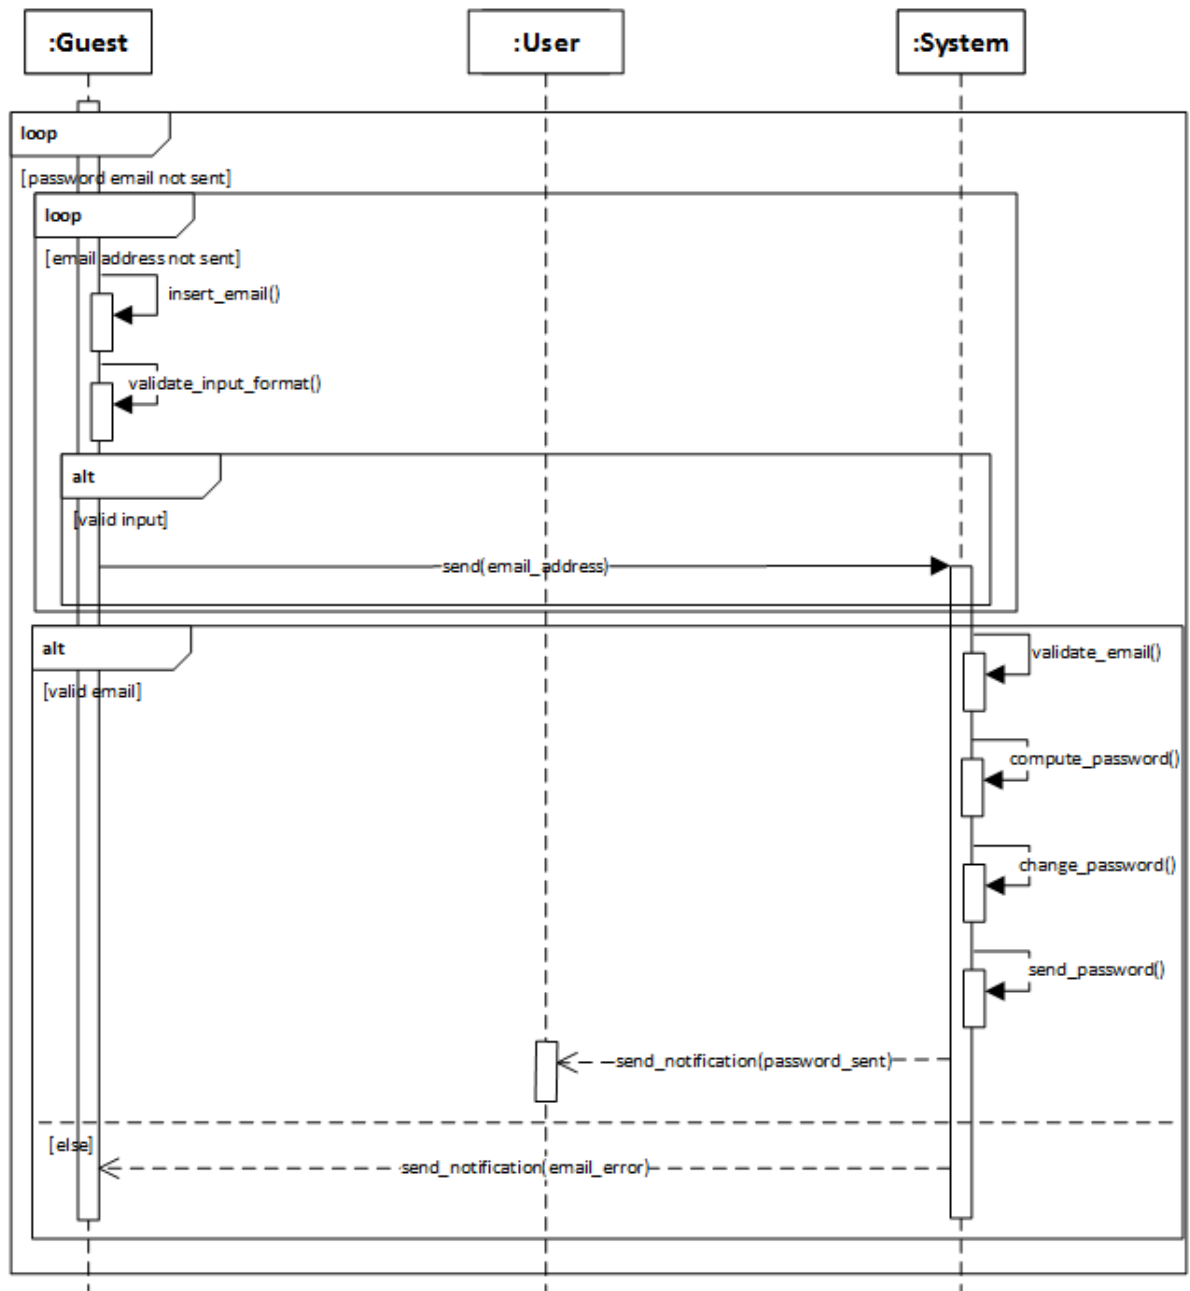 :Guest
:User
:System
loop
[password email not sent]
loop
[email address not sent]
insert_email()
validate_input_format()
alt
[valid input]
send(email_address)
alt
validate_email()
[valid email]
compute_password()
change_password()
send_password()
send_notification(password_sent)
[else]
send_notification(email_error)